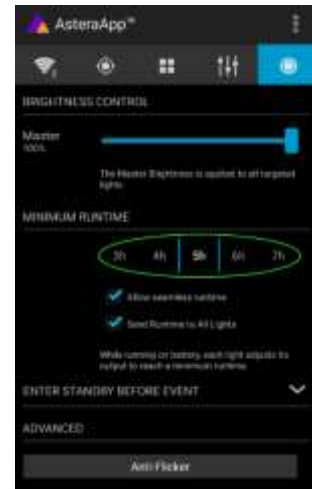 AsteraApp™
BRIGHTNESS CONTROL
Master
100%
The Master Brightness is applied to all targeted
lights.
MINIMUM RUNTIME
3h 4h 5h 6h 7h
Allow seamless runtime
Send Runtime to All Lights
While running on battery, each light adjusts its
output to reach a minimum runtime.
ENTER STANDBY BEFORE EVENT
ADVANCED
Anti-Flicker